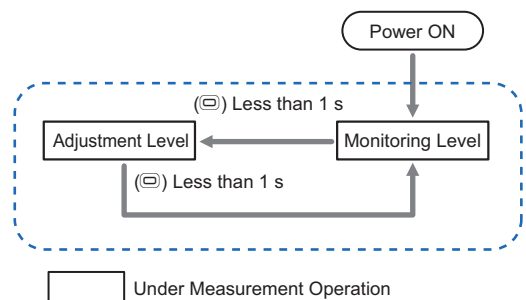 Power ON
() Less than 1 s
Adjustment Level
Monitoring Level
() Less than 1 s
Under Measurement Operation